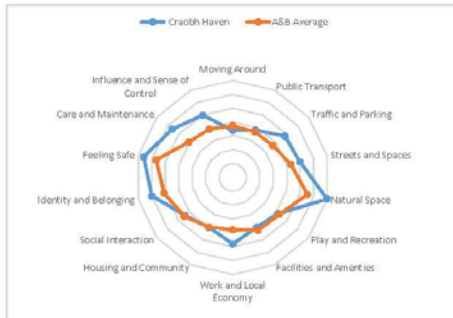 Craobh Haven
A&B Average
Moving Around
Public Transport
Traffic and Parking
Streets and Spaces
Natural Space
Play and Recreation
Facilities and Amenties
Work and Local
Economy
Housing and Community
Social Interaction
Identity and Belonging
Feeling Safe
Care and Maintenance
Influence and Sense of
Control